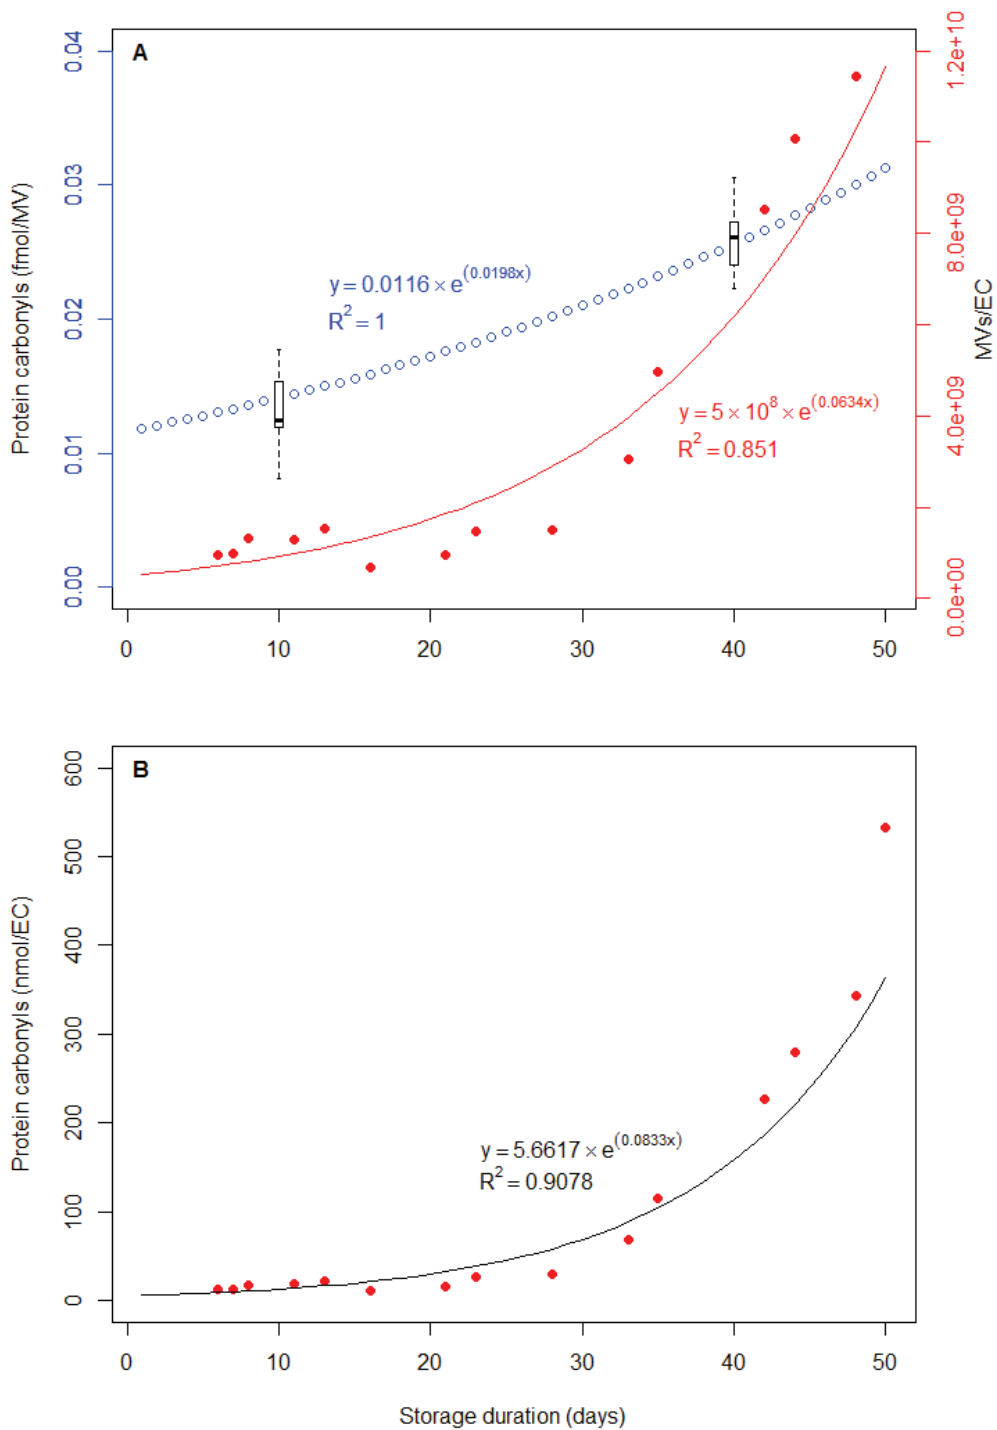 A
Protein carbonyls (fmol/MV)
0.04
0.03
0.02
0.01
0.00
y = 0.0116 × e^(0.0198x)
R² = 1
y = 5 × 10⁸ × e^(0.0634x)
R² = 0.851
1.2e+10
8.0e+09
4.0e+09
0.0e+00
MVs/EC
0 10 20 30 40 50
B
Protein carbonyls (nmol/EC)
600
500
400
300
200
100
0
y = 5.6617 × e^(0.0833x)
R² = 0.9078
0 10 20 30 40 50
Storage duration (days)